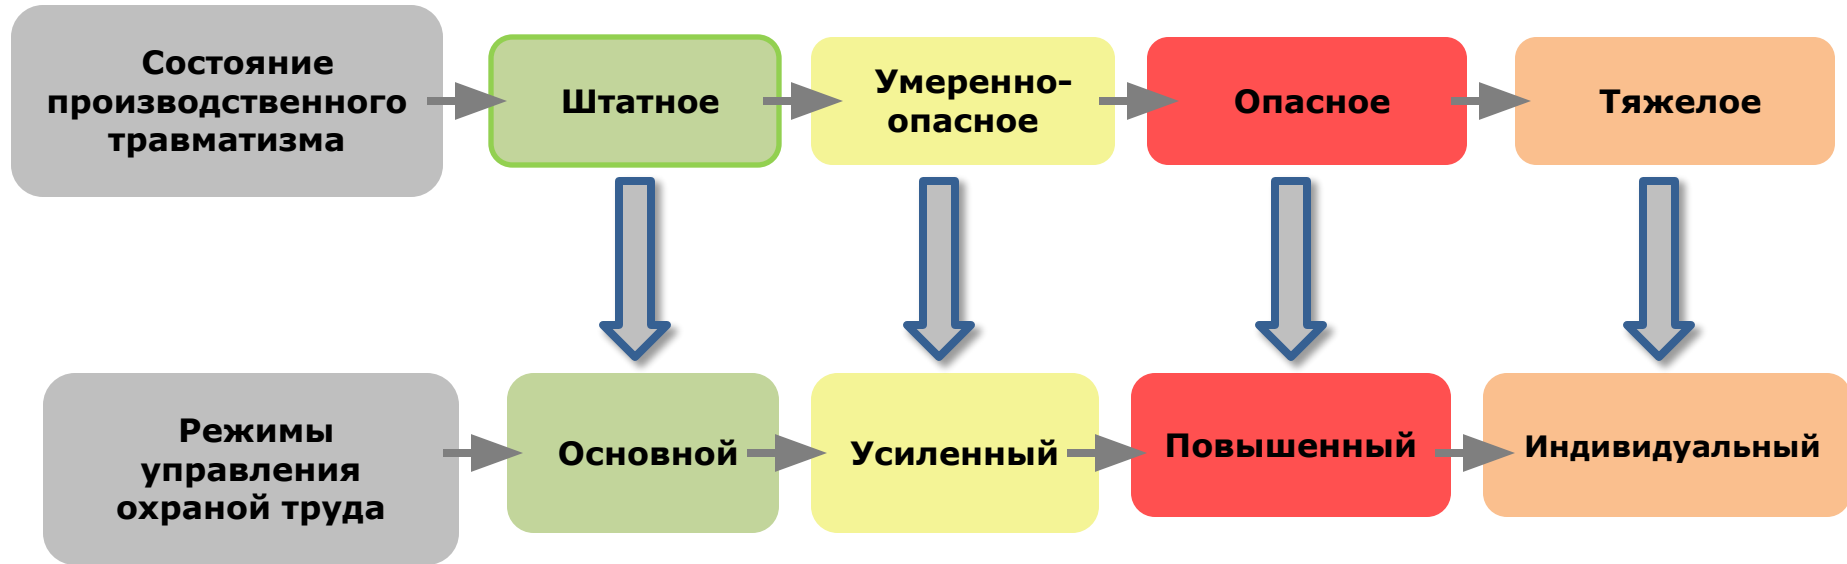 Состояние
производственного
травматизма
Штатное
Умеренно-
опасное
Опасное
Тяжелое
Режимы
управления
охраной труда
Основной
Усиленный
Повышенный
Индивидуальный